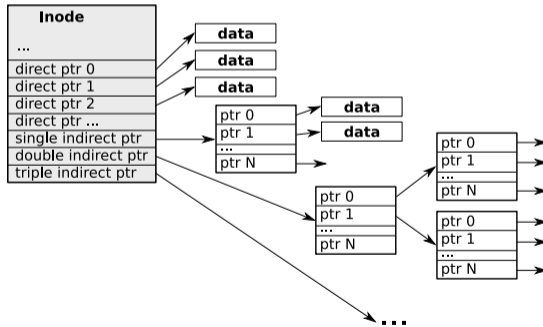 Inode
...
direct ptr 0
direct ptr 1
direct ptr 2
direct ptr ...
single indirect ptr
double indirect ptr
triple indirect ptr
data
data
data
ptr 0
ptr 1
...
ptr N
data
data
ptr 0
ptr 1
...
ptr N
ptr 0
ptr 1
...
ptr N
ptr 0
ptr 1
...
ptr N
...